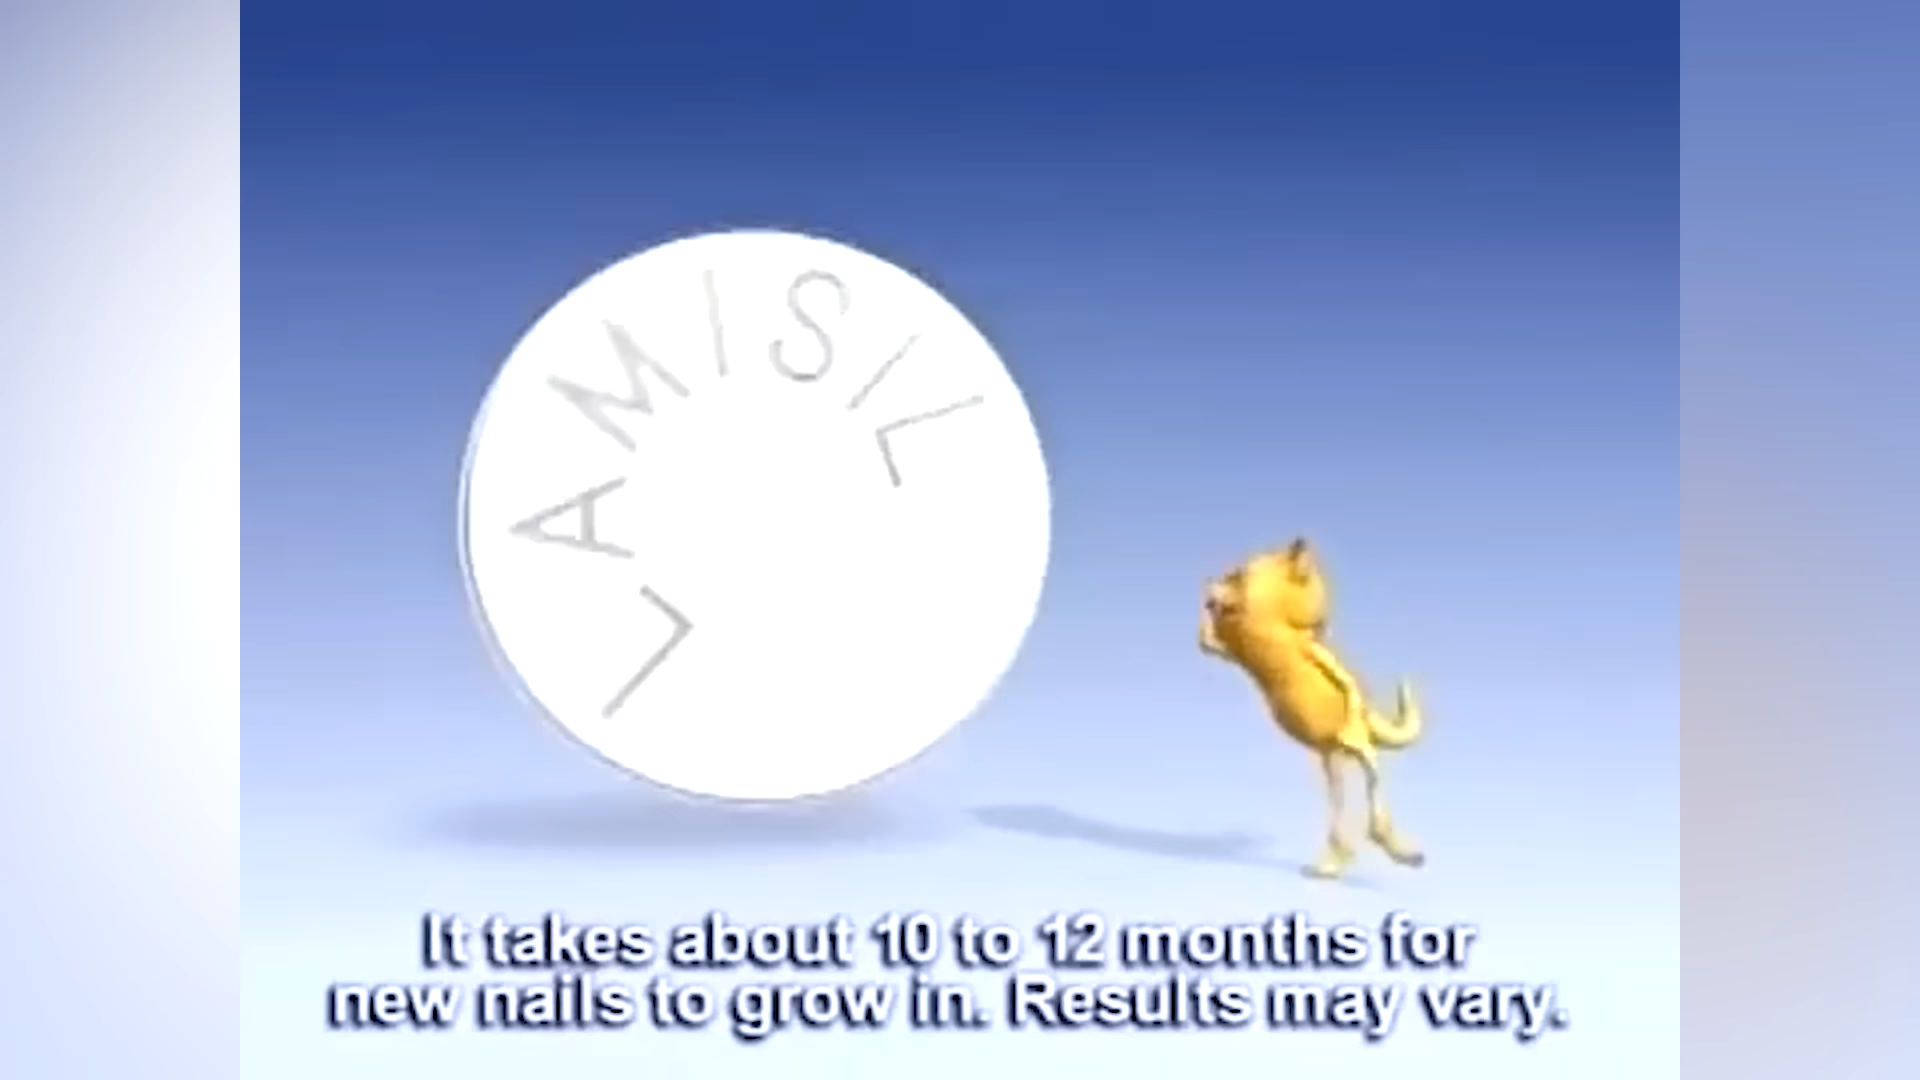 LAMISIL
It takes about 10 to 12 months for
new nails to grow in. Results may vary.